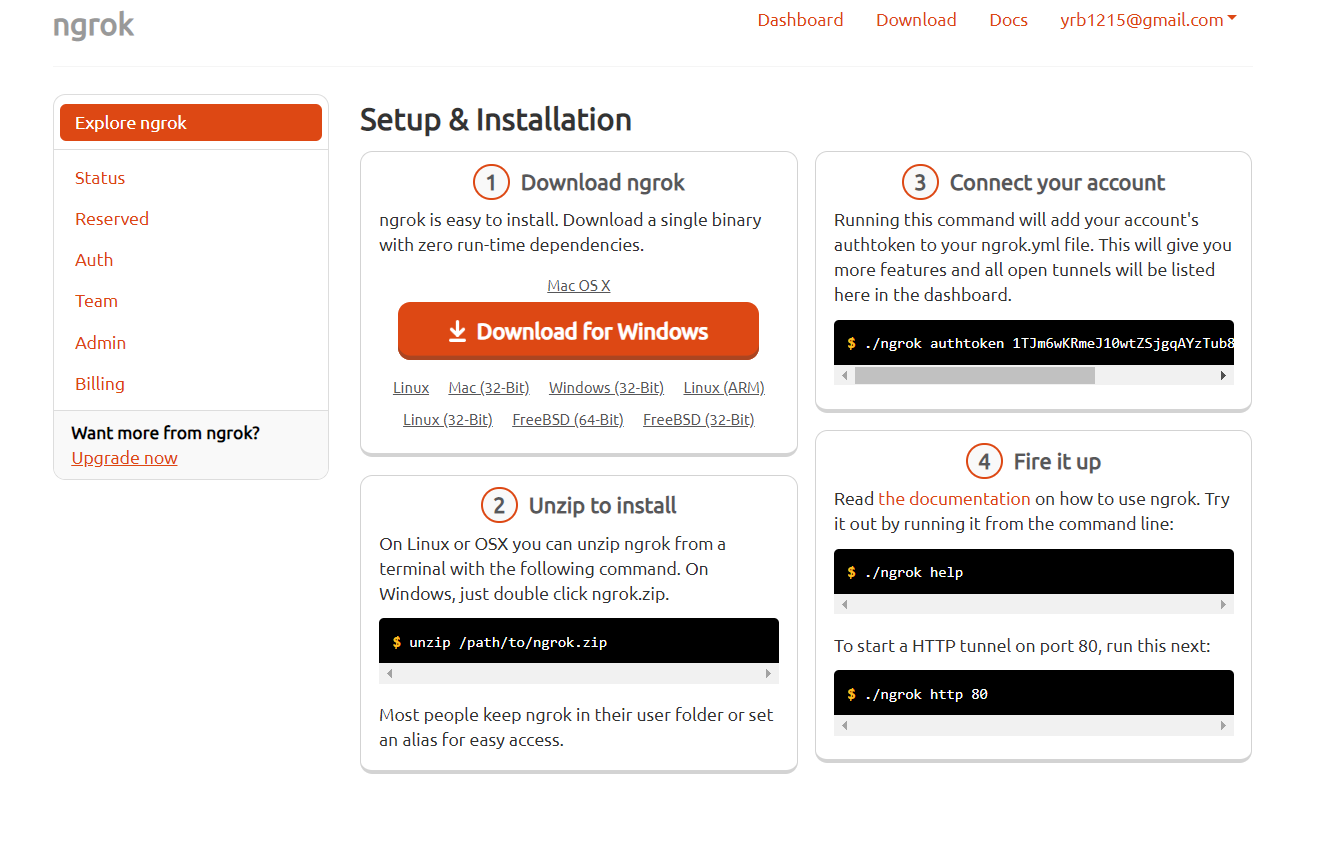 ngrok
Dashboard
Download
Docs
yrb1215@gmail.com
Explore ngrok
Status
Reserved
Auth
Team
Admin
Billing
Want more from ngrok?
Upgrade now
Setup & Installation
1 Download ngrok
ngrok is easy to install. Download a single binary
with zero run-time dependencies.
Mac OS X
Download for Windows
Linux Mac (32-Bit) Windows (32-Bit) Linux (ARM)
Linux (32-Bit) FreeBSD (64-Bit) FreeBSD (32-Bit)
2 Unzip to install
On Linux or OSX you can unzip ngrok from a
terminal with the following command. On
Windows, just double click ngrok.zip.
$ unzip /path/to/ngrok.zip
Most people keep ngrok in their user folder or set
an alias for easy access.
3 Connect your account
Running this command will add your account's
authtoken to your ngrok.yml file. This will give you
more features and all open tunnels will be listed
here in the dashboard.
$ ./ngrok authtoken 1TJm6wKRmeJ10wtZSjgqAYzTub8
4 Fire it up
Read the documentation on how to use ngrok. Try
it out by running it from the command line:
$ ./ngrok help
To start a HTTP tunnel on port 80, run this next:
$ ./ngrok http 80